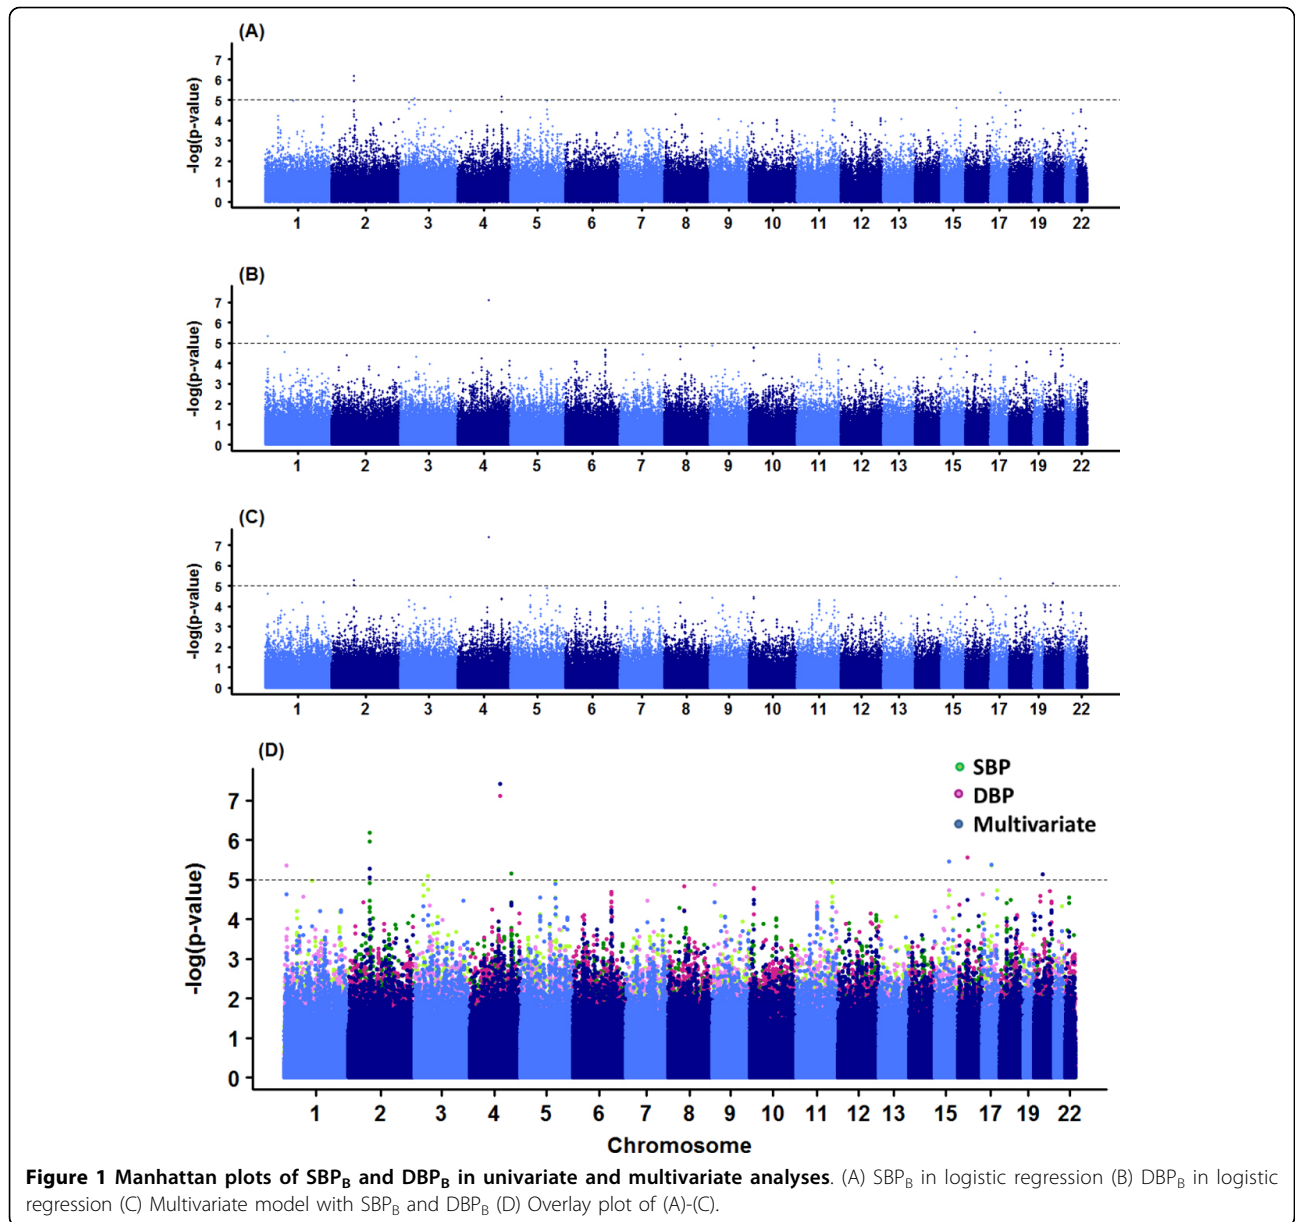 (A)
-log(p-value)
7
6
5
4
3
2
1
0
1 2 3 4 5 6 7 8 9 10 11 12 13 15 17 19 22
(B)
-log(p-value)
7
6
5
4
3
2
1
0
1 2 3 4 5 6 7 8 9 10 11 12 13 15 17 19 22
(C)
-log(p-value)
7
6
5
4
3
2
1
0
1 2 3 4 5 6 7 8 9 10 11 12 13 15 17 19 22
(D)
SBP
DBP
Multivariate
-log(p-value)
7
6
5
4
3
2
1
0
1 2 3 4 5 6 7 8 9 10 11 12 13 15 17 19 22
Chromosome
Figure 1 Manhattan plots of SBP_B and DBP_B in univariate and multivariate analyses. (A) SBP_B in logistic regression (B) DBP_B in logistic
regression (C) Multivariate model with SBP_B and DBP_B (D) Overlay plot of (A)-(C).